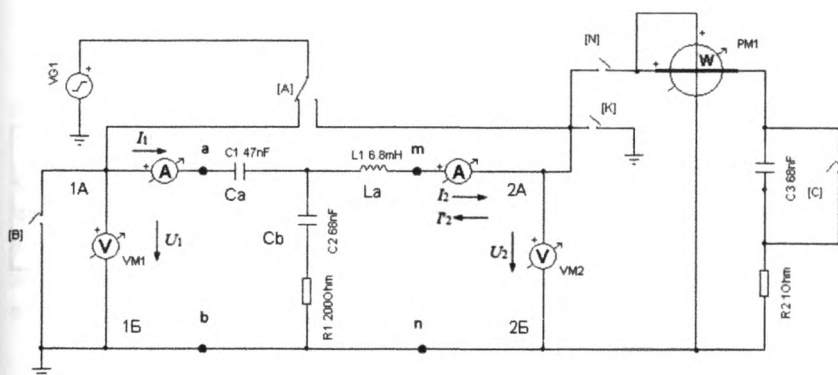 [N]
PM1
W
VG1
[A]
[K]
I1
a
C1 47nF
L1 6.8mH
m
A
A
1A
Ca
La
I2
2A
I'2
C3 68nF
[C]
[B]
V
VM1
U1
Cb
C2 68nF
U2
V
VM2
R1 200Ohm
R2 1Ohm
1Б
b
n
2Б